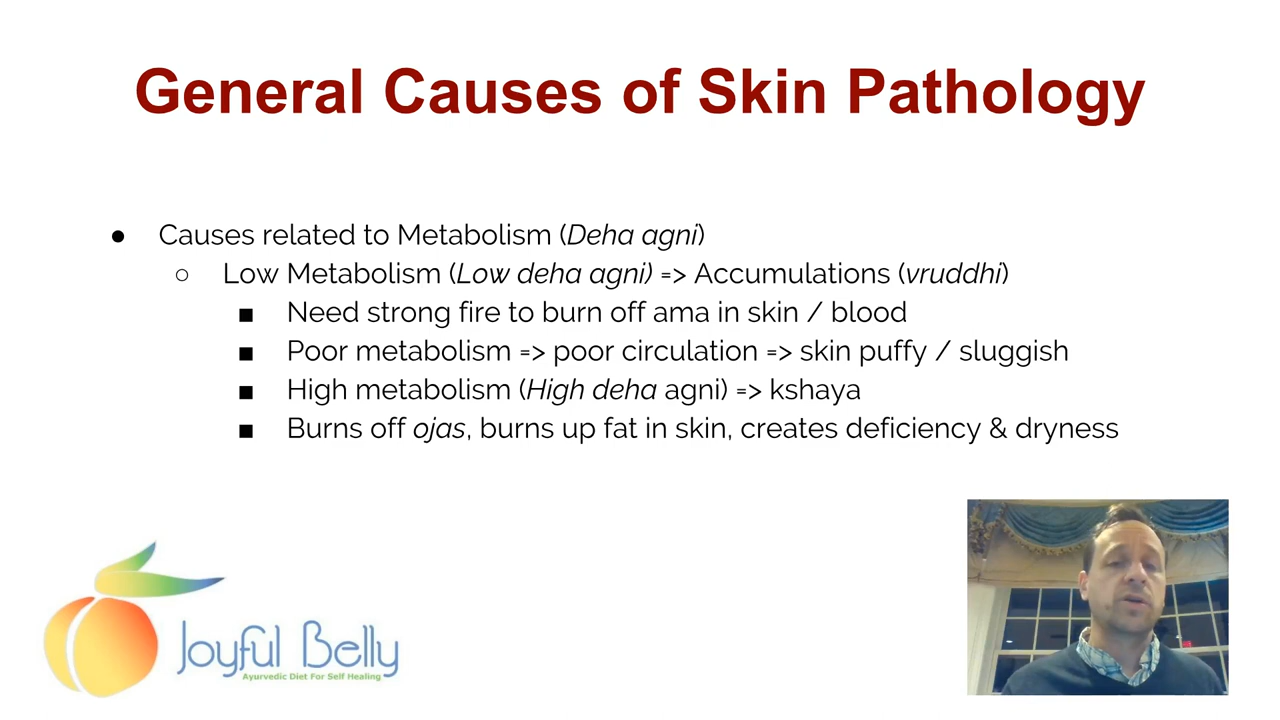 General Causes of Skin Pathology
● Causes related to Metabolism (Deha agni)
○ Low Metabolism (Low deha agni) => Accumulations (vruddhi)
■ Need strong fire to burn off ama in skin / blood
■ Poor metabolism => poor circulation => skin puffy / sluggish
■ High metabolism (High deha agni) => kshaya
■ Burns off ojas, burns up fat in skin, creates deficiency & dryness
Joyful Belly
Ayurvedic Diet For Self Healing